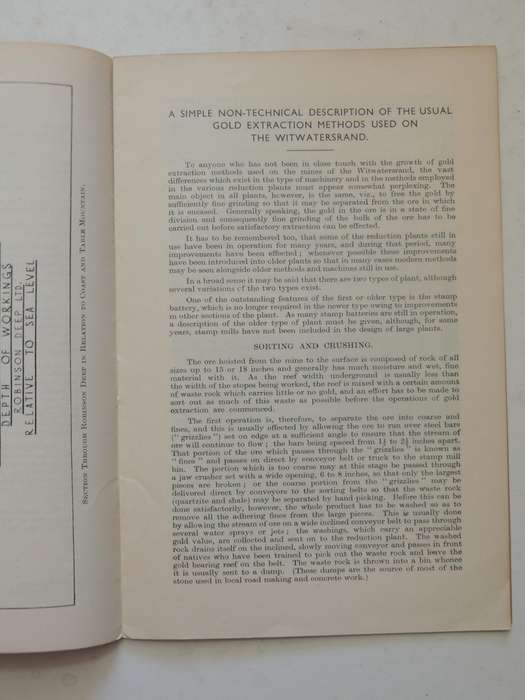 DEPTH OF WORKINGS
ROBINSON DEEP LTD.
RELATIVE TO SEA LEVEL
SECTION THROUGH ROBINSON DEEP IN RELATION TO COAST AND TABLE MOUNTAIN.
A SIMPLE NON-TECHNICAL DESCRIPTION OF THE USUAL
GOLD EXTRACTION METHODS USED ON
THE WITWATERSRAND.
To anyone who has not been in close touch with the growth of gold
extraction methods used on the mines of the Witwatersrand, the vast
differences which exist in the type of machinery and in the methods employed
in the various reduction plants must appear somewhat perplexing. The
main object in all plants, however, is the same, viz., to free the gold by
sufficiently fine grinding so that it may be separated from the ore in which
it is encased. Generally speaking, the gold in the ore is in a state of fine
division and consequently fine grinding of the bulk of the ore has to be
carried out before satisfactory extraction can be effected.
It has to be remembered too, that some of the reduction plants still in
use have been in operation for many years, and during that period, many
improvements have been effected; whenever possible these improvements
have been introduced into older plants so that in many cases modern methods
may be seen alongside older methods and machines still in use.
In a broad sense it may be said that there are two types of plant, although
several variations of the two types exist.
One of the outstanding features of the first or older type is the stamp
battery, which is no longer required in the newer type owing to improvements
in other sections of the plant. As many stamp batteries are still in operation,
a description of the older type of plant must be given, although, for some
years, stamp mills have not been included in the design of large plants.
SORTING AND CRUSHING.
The ore hoisted from the mine to the surface is composed of rock of all
sizes up to 15 or 18 inches and generally has much moisture and wet, fine
material with it. As the reef width underground is usually less than
the width of the stopes being worked, the reef is mixed with a certain amount
of waste rock which carries little or no gold, and an effort has to be made to
sort out as much of this waste as possible before the operations of gold
extraction are commenced.
The first operation is, therefore, to separate the ore into coarse and
fines, and this is usually effected by allowing the ore to run over steel bars
("grizzlies") set on edge at a sufficient angle to ensure that the stream of
ore will continue to flow; the bars being spaced from 1½ to 2½ inches apart.
That portion of the ore which passes through the "grizzlies" is known as
"fines" and passes on direct by conveyor belt or truck to the stamp mill
bin. The portion which is too coarse may at this stage be passed through
a jaw crusher set with a wide opening, 6 to 8 inches, so that only the largest
pieces are broken; or the coarse portion from the "grizzlies" may be
delivered direct by conveyors to the sorting belts so that the waste rock
(quartzite and shale) may be separated by hand picking. Before this can be
done satisfactorily, however, the whole product has to be washed so as to
remove all the adhering fines from the large pieces. This is usually done
by allowing the stream of ore on a wide inclined conveyor belt to pass through
several water sprays or jets; the washings, which carry an appreciable
gold value, are collected and sent on to the reduction plant. The washed
rock drains itself on the inclined, slowly moving conveyor and passes in front
of natives who have been trained to pick out the waste rock and leave the
gold bearing reef on the belt. The waste rock is thrown into a bin whence
it is usually sent to a dump. (These dumps are the source of most of the
stone used in local road making and concrete work.)